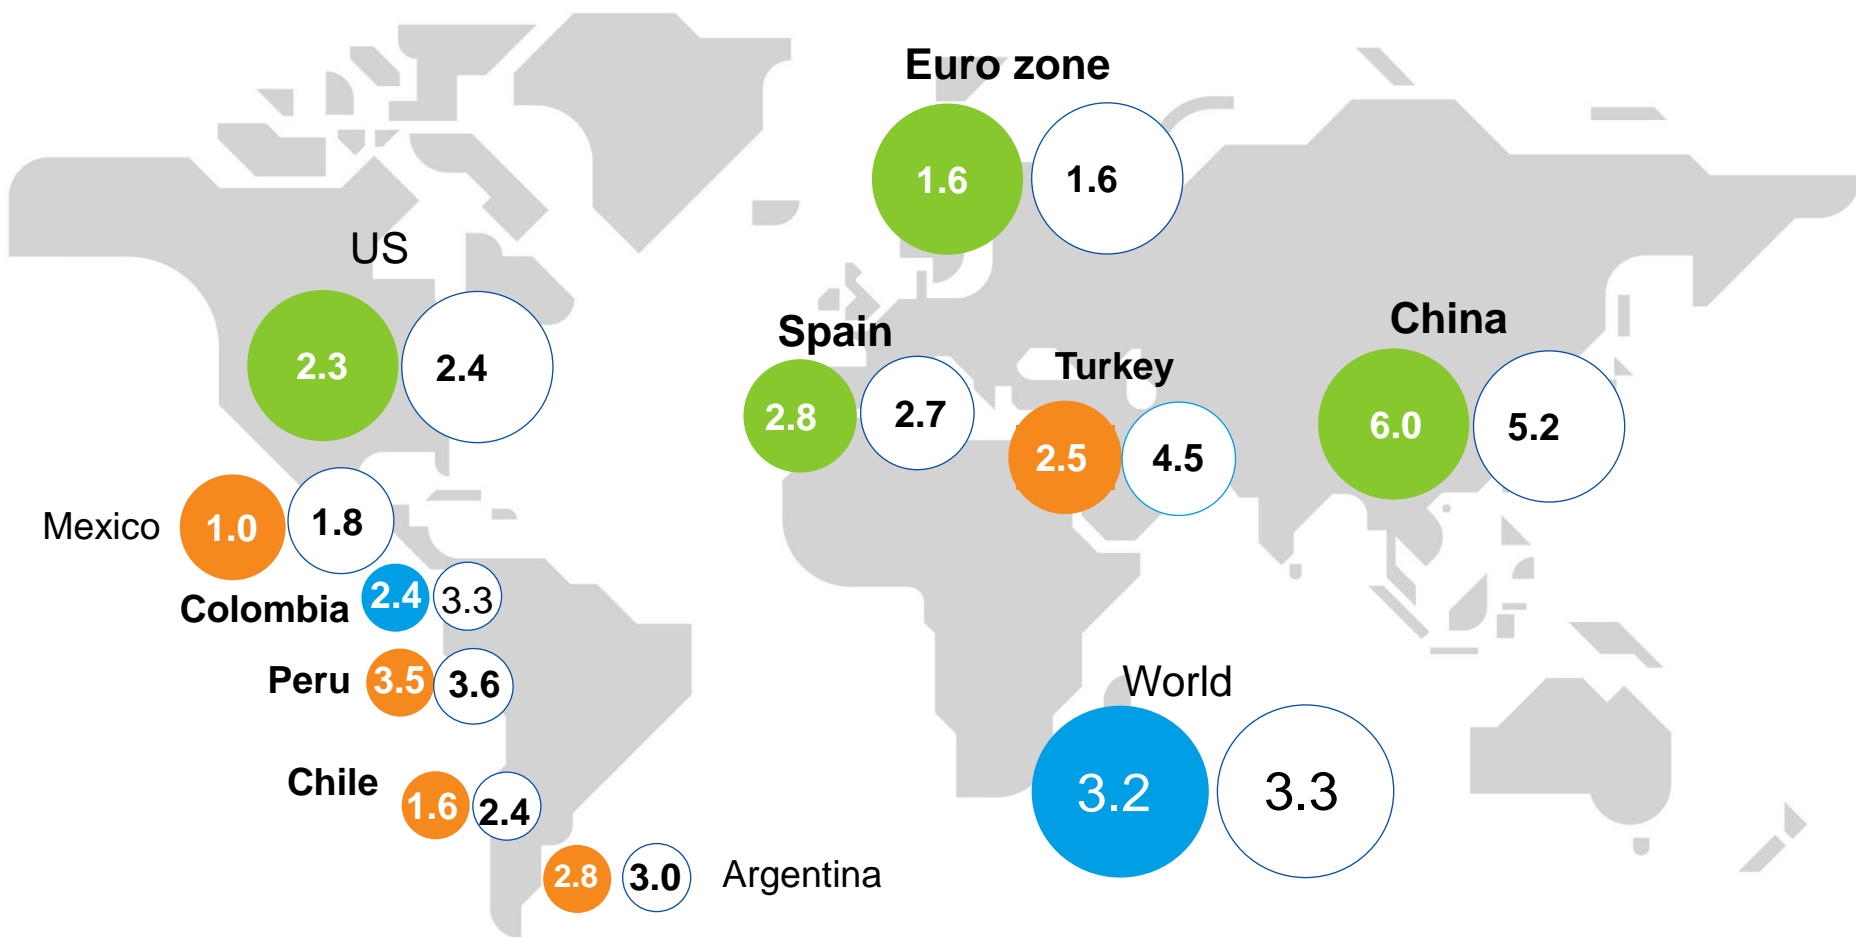 Euro zone
1.6 1.6
US
2.3 2.4
Spain
2.8 2.7
Turkey
2.5 4.5
China
6.0 5.2
Mexico 1.0 1.8
Colombia 2.4 3.3
Peru 3.5 3.6
Chile 1.6 2.4
2.8 3.0 Argentina
World
3.2 3.3